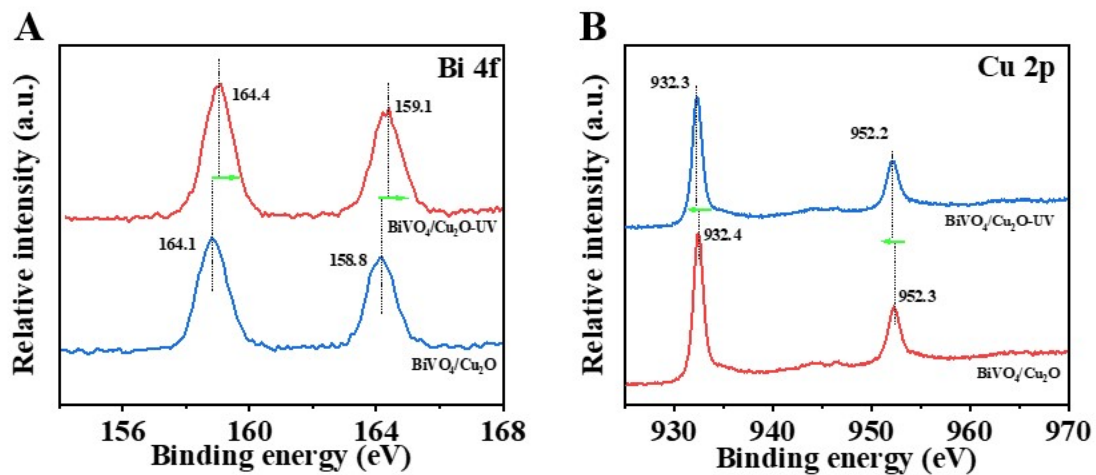 A
Relative intensity (a.u.)
Bi 4f
164.4
159.1
BiVO₄/Cu₂O-UV
164.1
158.8
BiVO₄/Cu₂O
156
160
164
168
Binding energy (eV)
B
Relative intensity (a.u.)
Cu 2p
932.3
952.2
BiVO₄/Cu₂O-UV
932.4
952.3
BiVO₄/Cu₂O
930
940
950
960
970
Binding energy (eV)